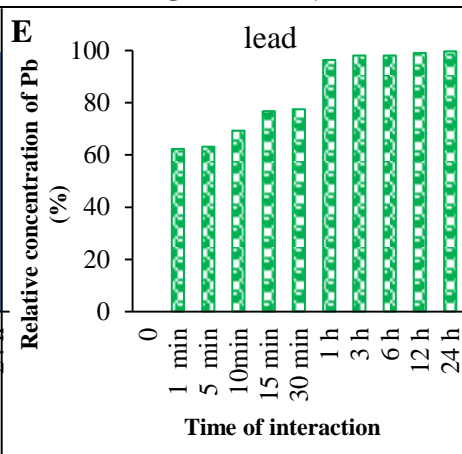 E
lead
Relative concentration of Pb
(%)
100
80
60
40
20
0
0
1 min
5 min
10min
15 min
30 min
1 h
3 h
6 h
12 h
24 h
Time of interaction